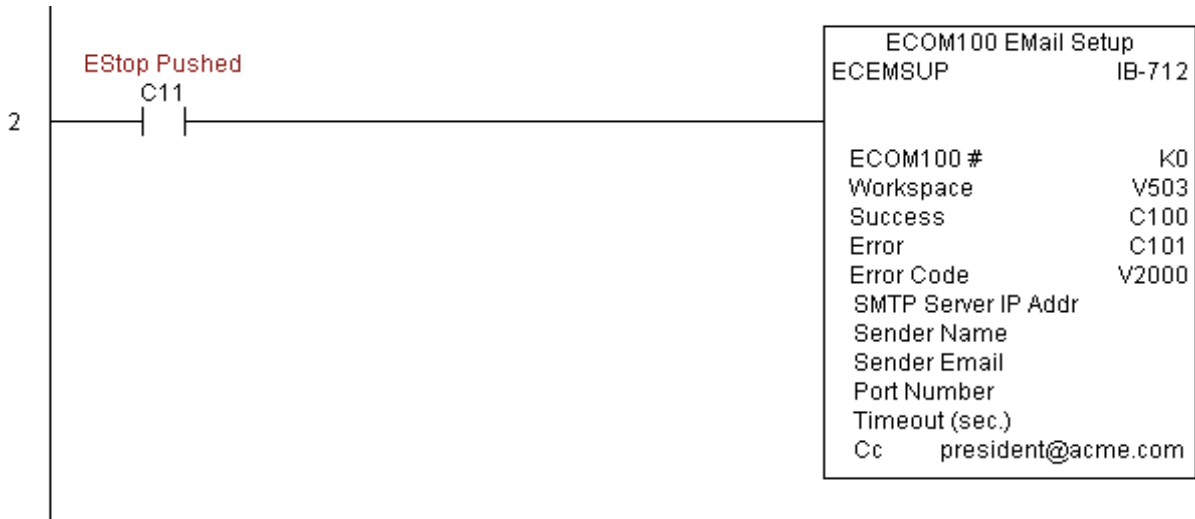 EStop Pushed
C11
2
ECOM100 EMail Setup
ECEMSUP IB-712
ECOM100 # K0
Workspace V503
Success C100
Error C101
Error Code V2000
SMTP Server IP Addr
Sender Name
Sender Email
Port Number
Timeout (sec.)
Cc president@acme.com